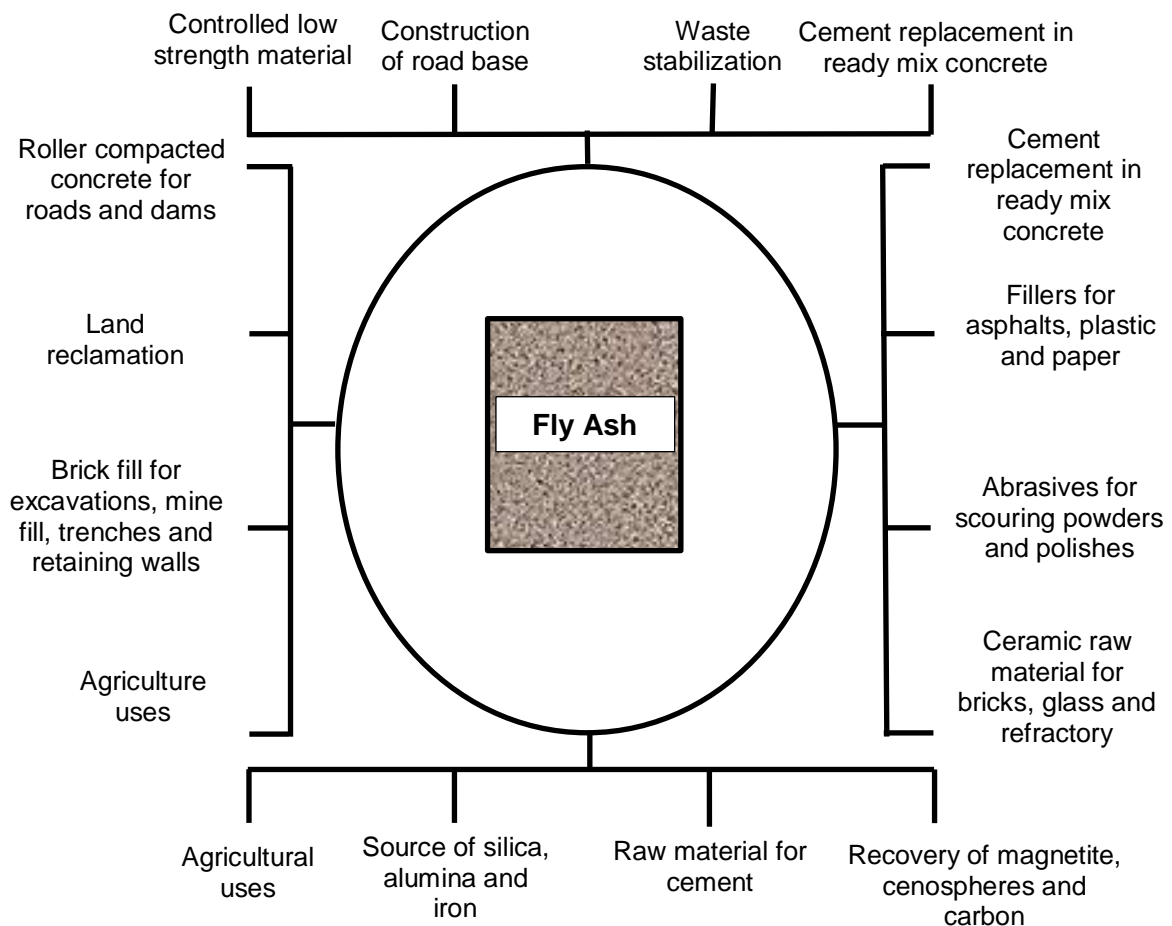 Controlled low
strength material
Construction
of road base
Waste
stabilization
Cement replacement in
ready mix concrete
Roller compacted
concrete for
roads and dams
Land
reclamation
Brick fill for
excavations, mine
fill, trenches and
retaining walls
Agriculture
uses
Fly Ash
Cement
replacement in
ready mix
concrete
Fillers for
asphalts, plastic
and paper
Abrasives for
scouring powders
and polishes
Ceramic raw
material for
bricks, glass and
refractory
Agricultural
uses
Source of silica,
alumina and
iron
Raw material for
cement
Recovery of magnetite,
cenospheres and
carbon